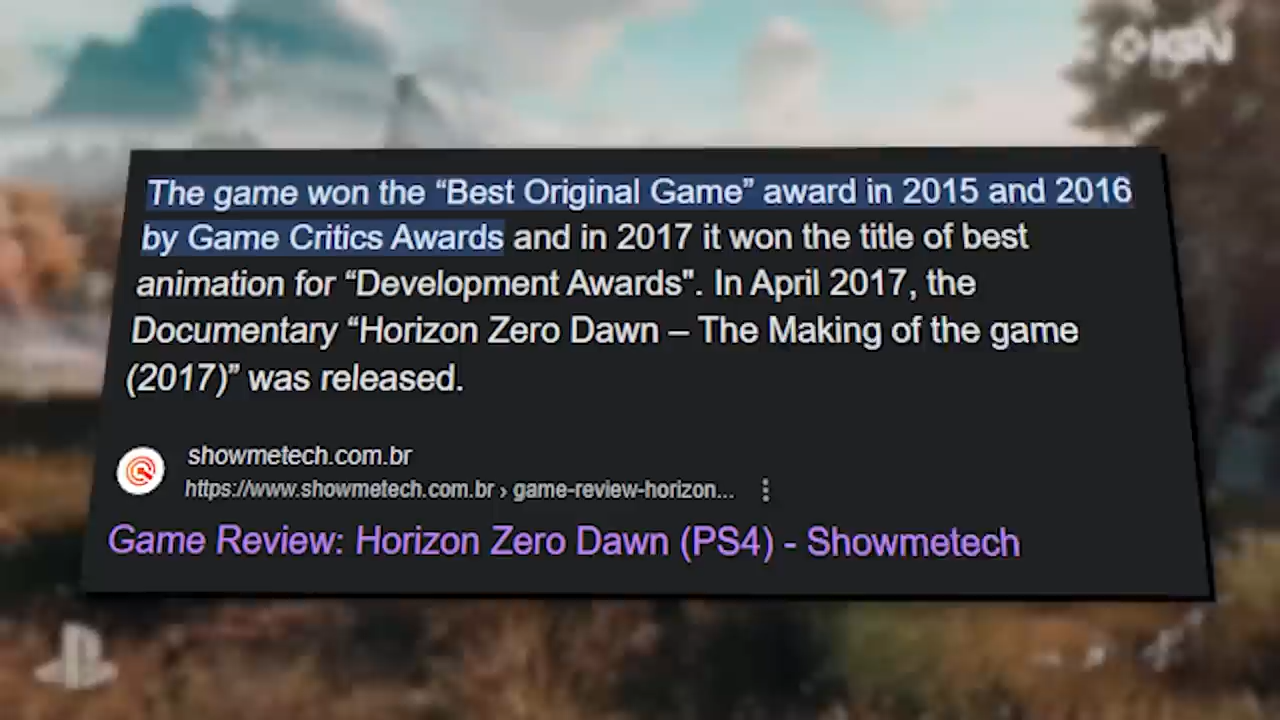 IGN
The game won the “Best Original Game” award in 2015 and 2016
by Game Critics Awards and in 2017 it won the title of best
animation for “Development Awards". In April 2017, the
Documentary “Horizon Zero Dawn – The Making of the game
(2017)” was released.
showmetech.com.br
https://www.showmetech.com.br › game-review-horizon...
Game Review: Horizon Zero Dawn (PS4) - Showmetech